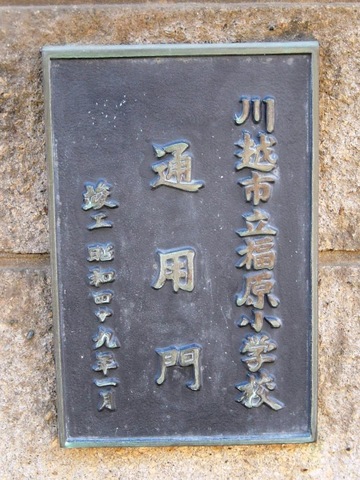 川越市立福原小学校
通用門
竣工 昭和四十九年一月